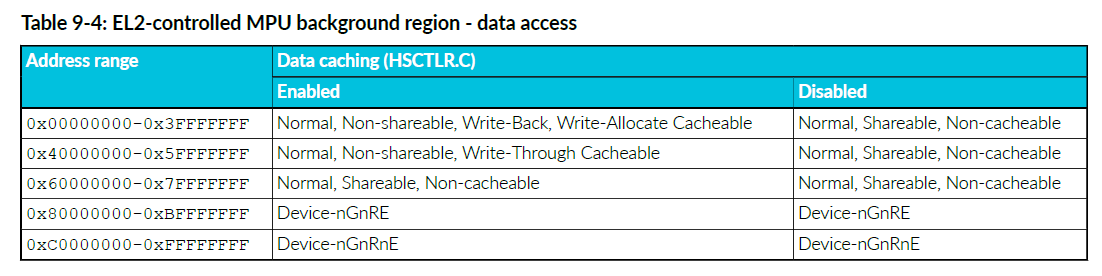 Table 9-4: EL2-controlled MPU background region - data access
Address range Data caching (HSCTLR.C)
Enabled Disabled
0x00000000-0x3FFFFFFF Normal, Non-shareable, Write-Back, Write-Allocate Cacheable Normal, Shareable, Non-cacheable
0x40000000-0x5FFFFFFF Normal, Non-shareable, Write-Through Cacheable Normal, Shareable, Non-cacheable
0x60000000-0x7FFFFFFF Normal, Shareable, Non-cacheable Normal, Shareable, Non-cacheable
0x80000000-0xBFFFFFFF Device-nGnRE Device-nGnRE
0xC0000000-0xFFFFFFFF Device-nGnRnE Device-nGnRnE